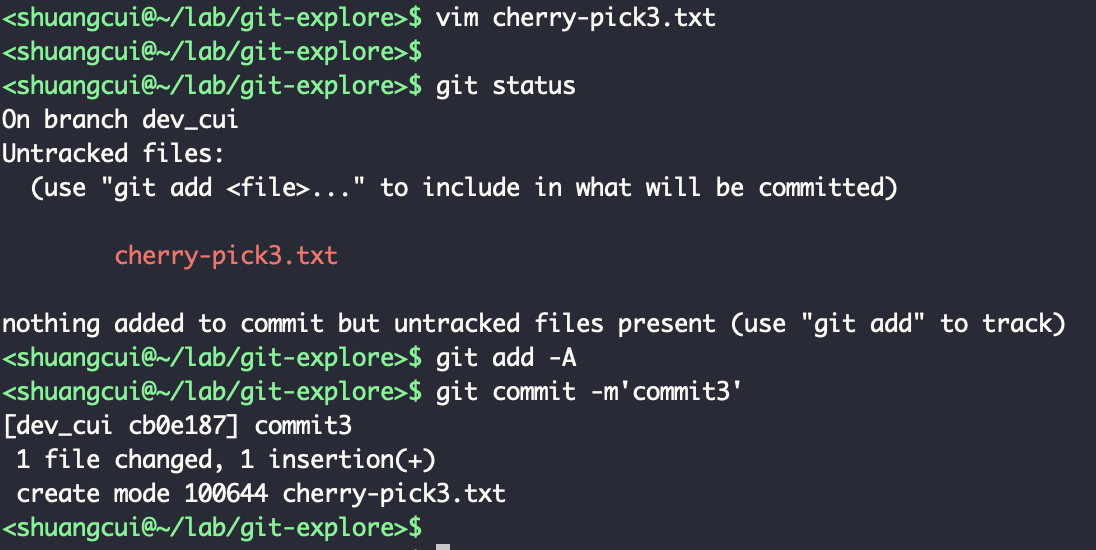 <shuangcui@~/lab/git-explore>$ vim cherry-pick3.txt
<shuangcui@~/lab/git-explore>$
<shuangcui@~/lab/git-explore>$ git status
On branch dev_cui
Untracked files:
  (use "git add <file>..." to include in what will be committed)
        cherry-pick3.txt
nothing added to commit but untracked files present (use "git add" to track)
<shuangcui@~/lab/git-explore>$ git add -A
<shuangcui@~/lab/git-explore>$ git commit -m'commit3'
[dev_cui cb0e187] commit3
 1 file changed, 1 insertion(+)
 create mode 100644 cherry-pick3.txt
<shuangcui@~/lab/git-explore>$